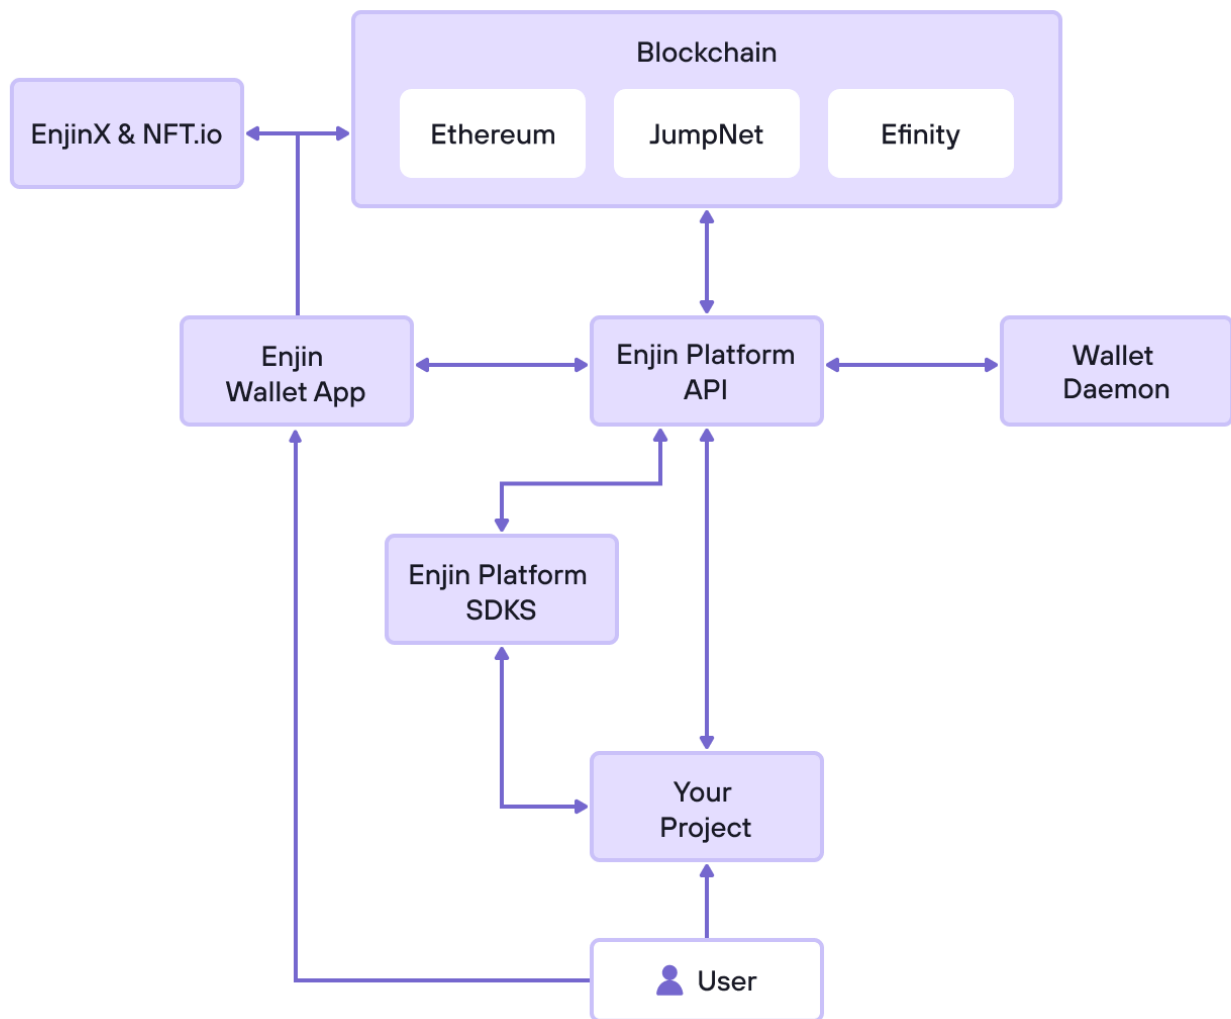 Blockchain
EnjinX & NFT.io
Ethereum
JumpNet
Efinity
Enjin
Wallet App
Enjin Platform
API
Wallet
Daemon
Enjin Platform
SDKS
Your
Project
User